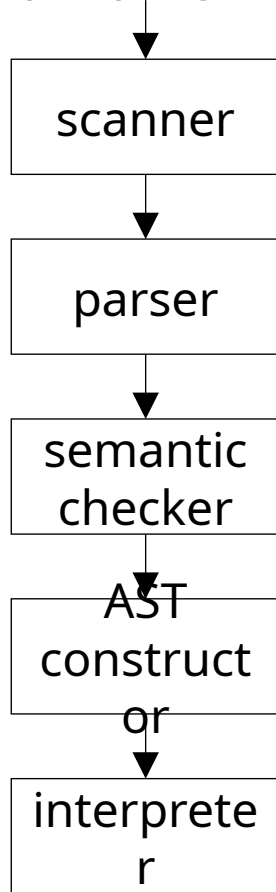 scanner
parser
semantic
checker
AST
construct
or
interprete
r